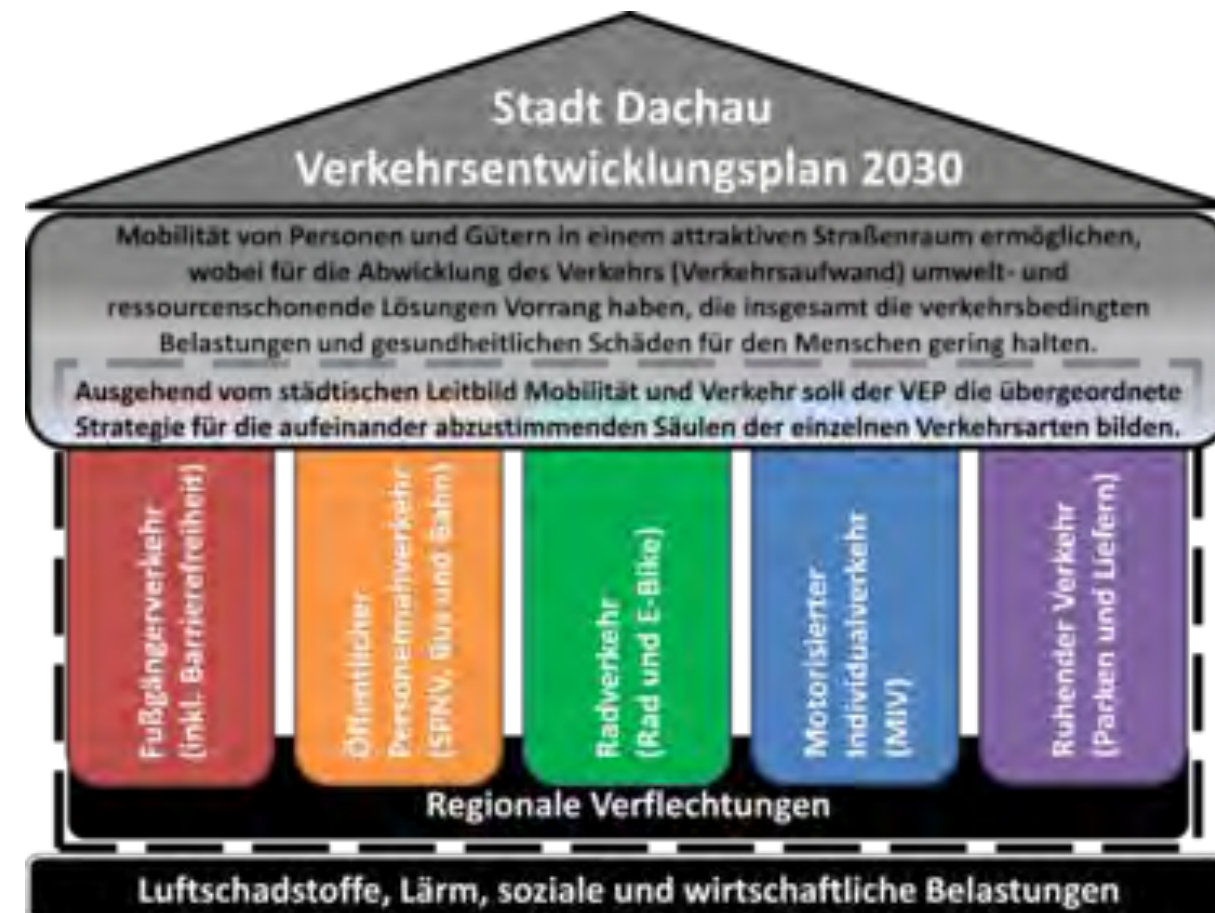 Stadt Dachau
Verkehrsentwicklungsplan 2030
Mobilität von Personen und Gütern in einem attraktiven Straßenraum ermöglichen,
wobei für die Abwicklung des Verkehrs (Verkehrsaufwand) umwelt- und
ressourcenschonende Lösungen Vorrang haben, die insgesamt die verkehrsbedingten
Belastungen und gesundheitlichen Schäden für den Menschen gering halten.
Ausgehend vom städtischen Leitbild Mobilität und Verkehr soll der VEP die übergeordnete
Strategie für die aufeinander abzustimmenden Säulen der einzelnen Verkehrsarten bilden.
Fußgängerverkehr
(inkl. Barrierefreiheit)
Öffentlicher
Personennahverkehr
(SPNV, Bus und Bahn)
Radverkehr
(Rad und E-Bike)
Motorisierter
Individualverkehr
(MIV)
Ruhender Verkehr
(Parken und Liefern)
Regionale Verflechtungen
Luftschadstoffe, Lärm, soziale und wirtschaftliche Belastungen